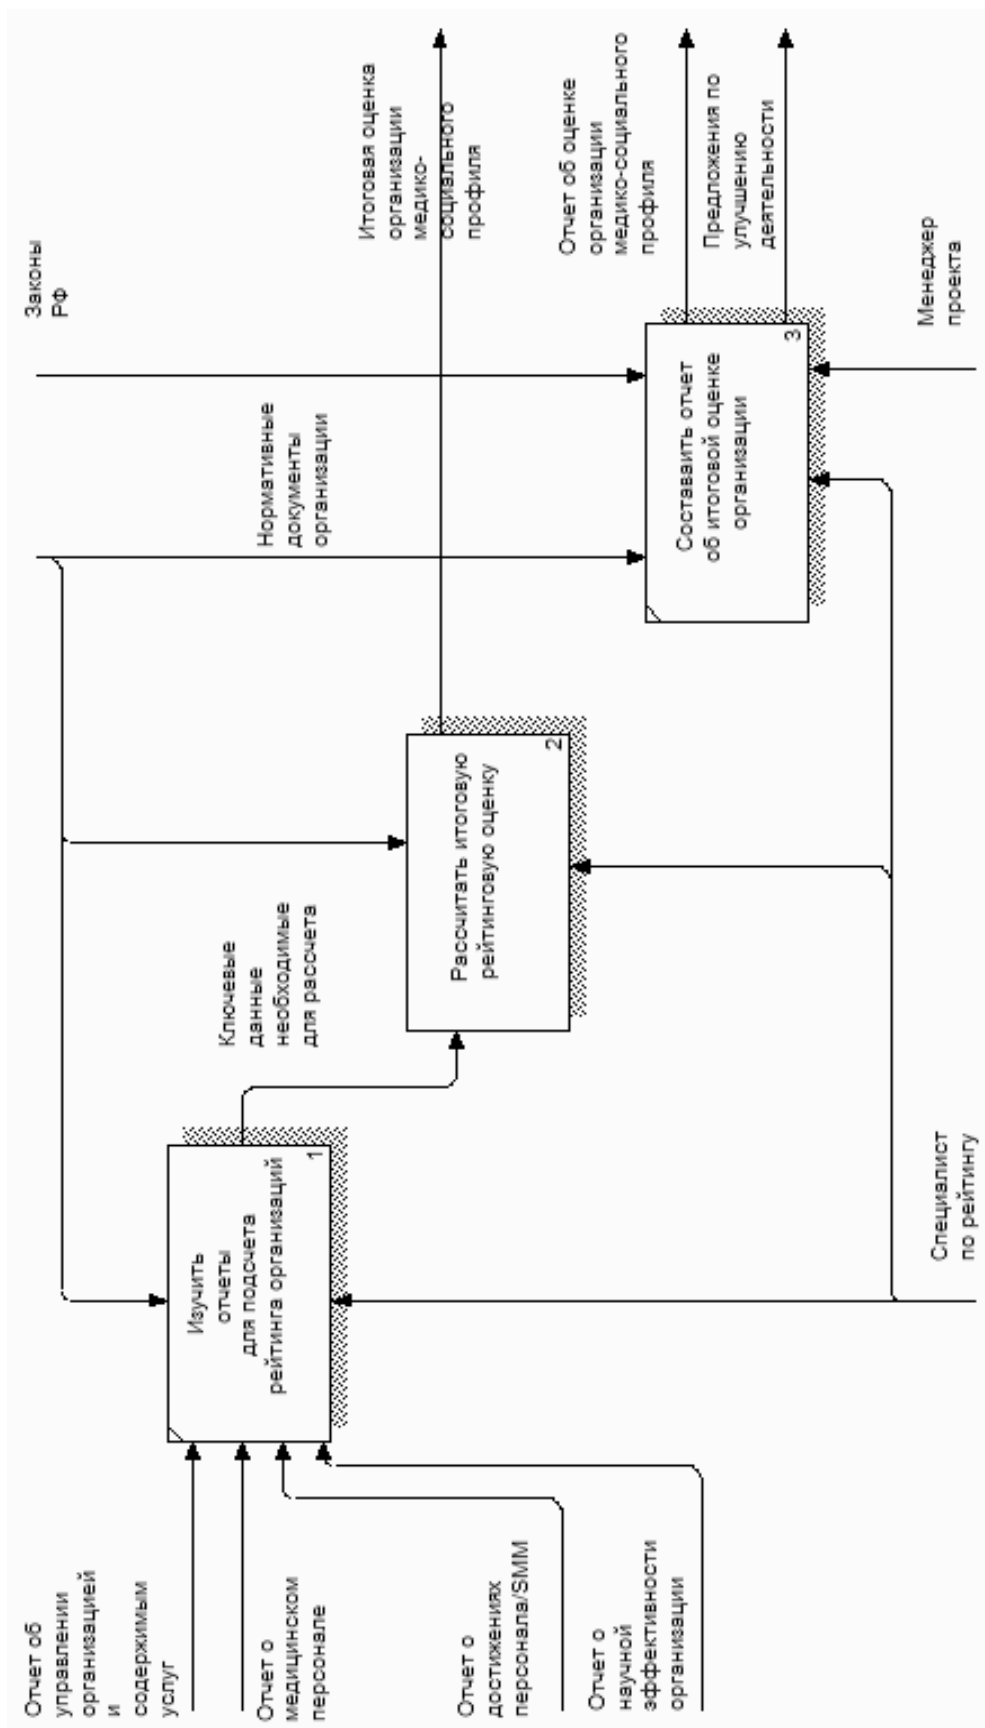 Законы
РФ
Нормативные
документы
организации
Итоговая оценка
организации
медико-
социального
профиля
Отчет об оценке
организации
медико-социального
профиля
Предложения по
улучшению
деятельности
Отчет об
управлении
организацией
и
содержимым
услуг
Отчет о
медицинском
персонале
Отчет о
достижениях
персонала/SMM
Отчет о
научной
эффективности
организации
Изучить
отчеты
для подсчета
рейтинга организаций
1
Ключевые
данные
необходимые
для рассчета
Рассчитать итоговую
рейтинговую оценку
2
Составаить отчет
об итоговой оценке
организации
3
Специалист
по рейтингу
Менеджер
проекта